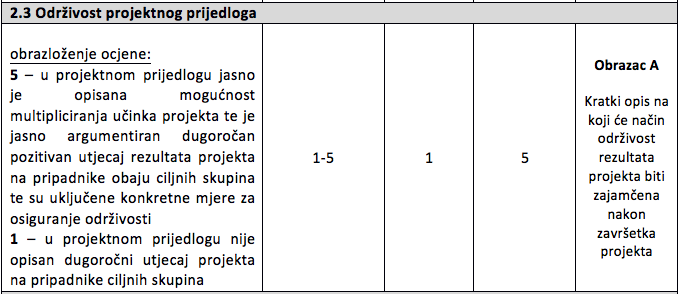 2.3 Održivost projektnog prijedloga
obrazloženje ocjene:
5 – u projektnom prijedlogu jasno
je opisana mogućnost
multipliciranja učinka projekta te je
jasno argumentiran dugoročan
pozitivan utjecaj rezultata projekta
na pripadnike obaju ciljnih skupina
te su uključene konkretne mjere za
osiguranje održivosti
1 – u projektnom prijedlogu nije
opisan dugoročni utjecaj projekta
na pripadnike ciljnih skupina
1-5
1
5
Obrazac A
Kratki opis na
koji će način
održivost
rezultata
projekta biti
zajamčena
nakon
završetka
projekta